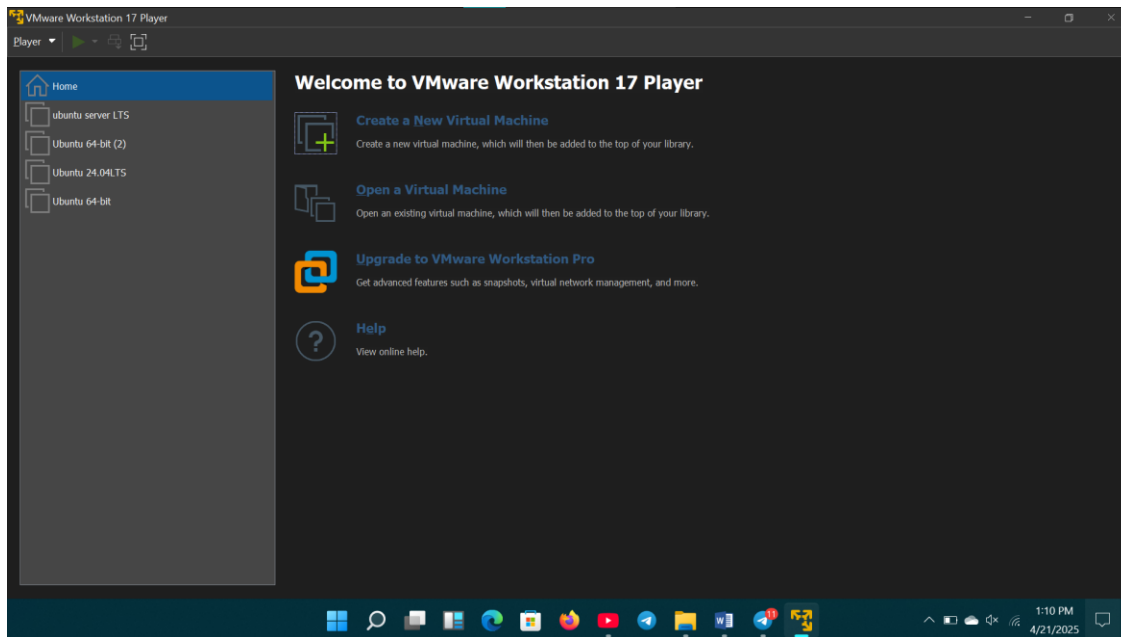 VMware Workstation 17 Player
Player
Home
ubuntu server LTS
Ubuntu 64-bit (2)
Ubuntu 24.04LTS
Ubuntu 64-bit
Welcome to VMware Workstation 17 Player
Create a New Virtual Machine
Create a new virtual machine, which will then be added to the top of your library.
Open a Virtual Machine
Open an existing virtual machine, which will then be added to the top of your library.
Upgrade to VMware Workstation Pro
Get advanced features such as snapshots, virtual network management, and more.
Help
View online help.
11
1:10 PM
4/21/2025